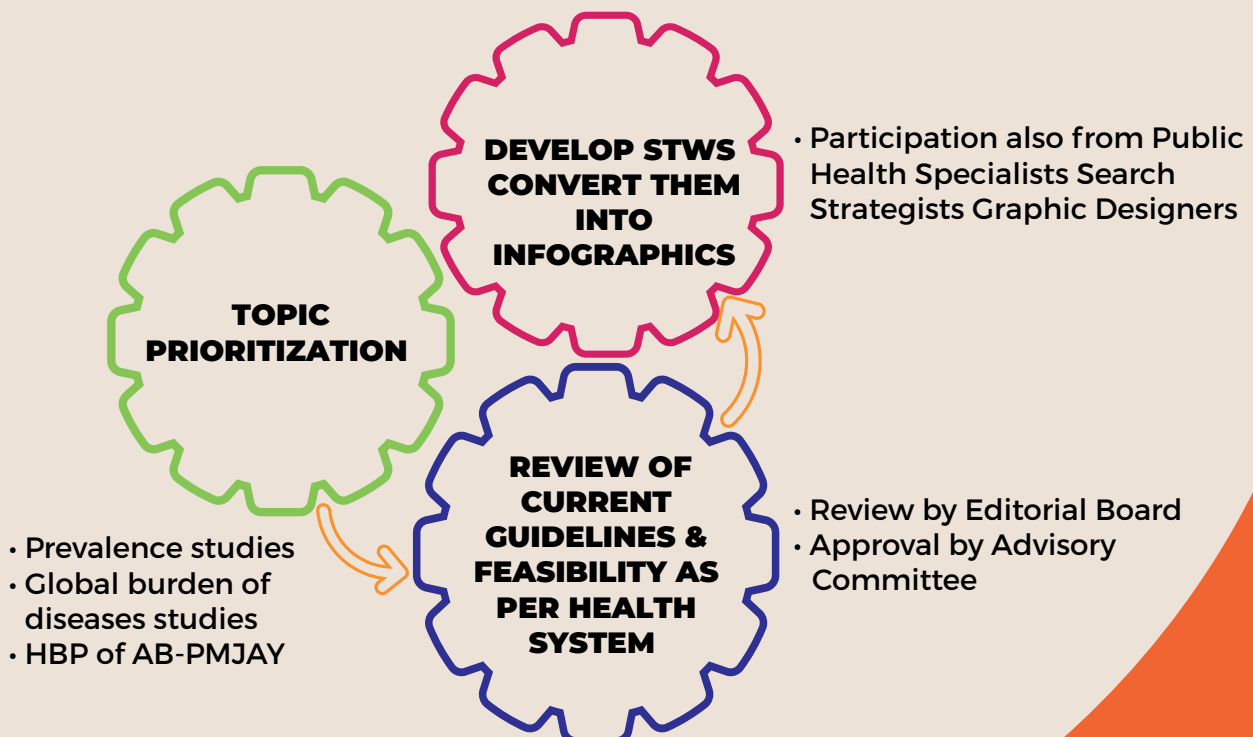 TOPIC
PRIORITIZATION
• Prevalence studies
• Global burden of
diseases studies
• HBP of AB-PMJAY
REVIEW OF
CURRENT
GUIDELINES &
FEASIBILITY AS
PER HEALTH
SYSTEM
• Review by Editorial Board
• Approval by Advisory
Committee
DEVELOP STWS
CONVERT THEM
INTO
INFOGRAPHICS
• Participation also from Public
Health Specialists Search
Strategists Graphic Designers